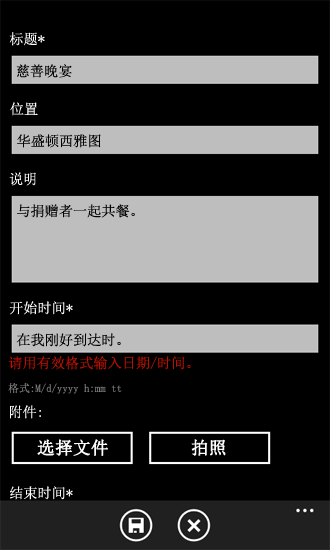 标题*
慈善晚宴
位置
华盛顿西雅图
说明
与捐赠者一起共餐。
开始时间*
在我刚好到达时。
请用有效格式输入日期/时间。
格式:M/d/yyyy h:mm tt
附件:
选择文件 拍照
结束时间*